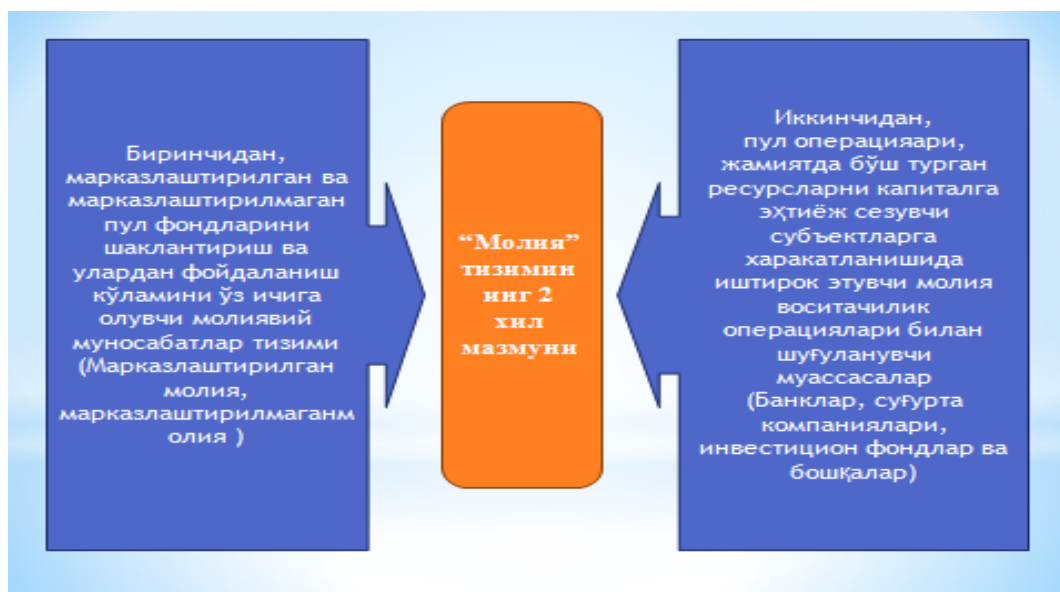 Биринчидан,
марказлаштирилган ва
марказлаштирилмаган
пул фондларини
шаклантириш ва
улардан фойдаланиш
кўламини ўз ичига
олувчи молиявий
муносабатлар тизими
(Марказлаштирилган
молия,
марказлаштирилмаганм
олия )
“Молия”
тизимин
инг 2
хил
мазмуни
Иккинчидан,
пул операцияари,
жамиятда бўш турган
ресурсларни капиталга
эҳтиёж сезувчи
субъектларга
харакатланишида
иштирок этувчи молия
воситачилик
операциялари билан
шуғуланувчи
муассасалар
(Банклар, суғурта
компаниялари,
инвестицион фондлар ва
бошқалар)